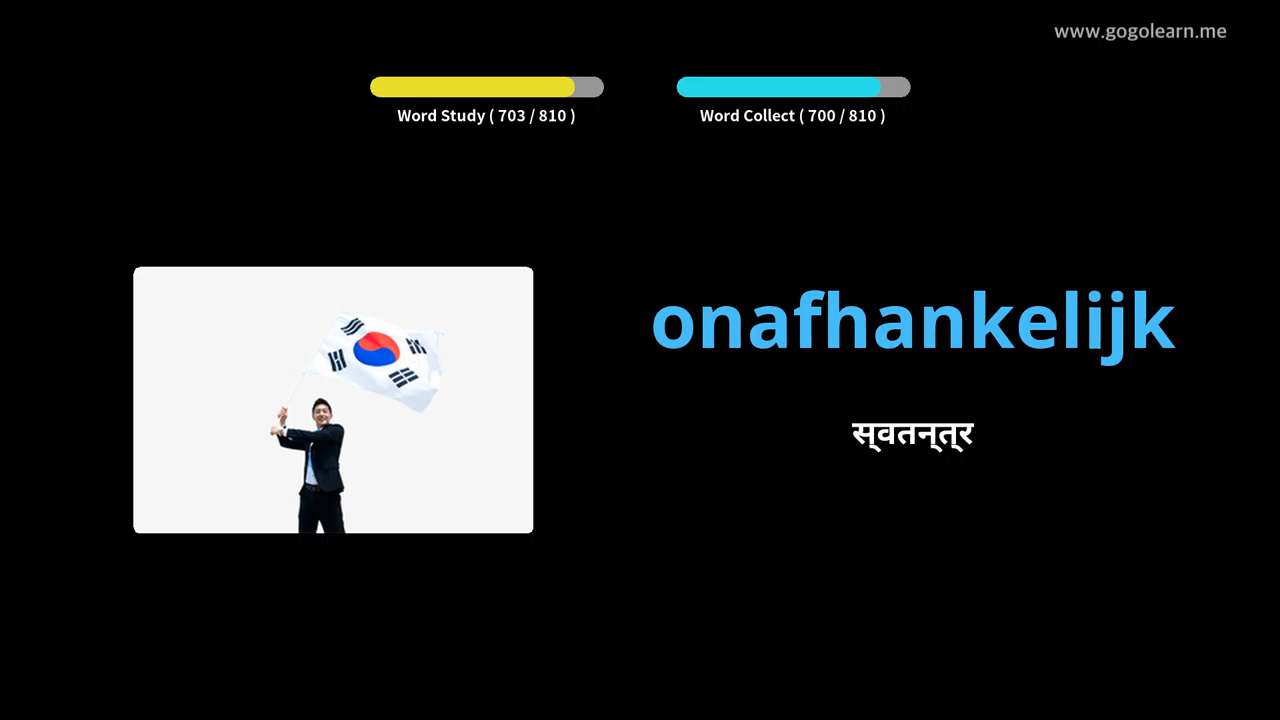 www.gogolearn.me
Word Study ( 703 / 810 )
Word Collect ( 700 / 810 )
onafhankelijk
स्वतन्त्र